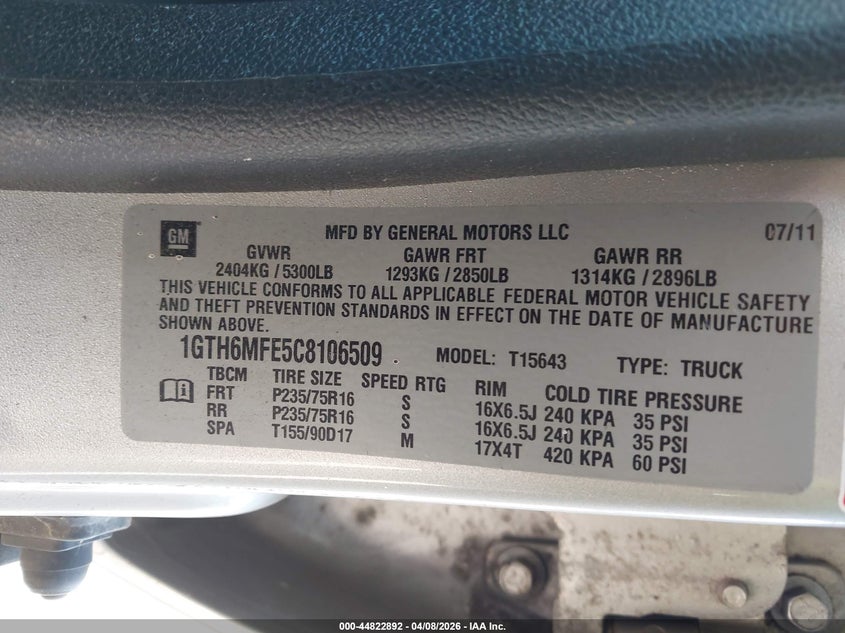 GM
MFD BY GENERAL MOTORS LLC 07/11
GVWR GAWR FRT GAWR RR
2404KG / 5300LB 1293KG / 2850LB 1314KG / 2896LB
THIS VEHICLE CONFORMS TO ALL APPLICABLE FEDERAL MOTOR VEHICLE SAFETY
AND THEFT PREVENTION STANDARDS IN EFFECT ON THE DATE OF MANUFACTURE
SHOWN ABOVE.
1GTH6MFE5C8106509 MODEL: T15643 TYPE: TRUCK
TBCM TIRE SIZE SPEED RTG RIM COLD TIRE PRESSURE
FRT P235/75R16 S 16X6.5J 240 KPA 35 PSI
RR P235/75R16 S 16X6.5J 240 KPA 35 PSI
SPA T155/90D17 M 17X4T 420 KPA 60 PSI
000-44822892 - 04/08/2026 - IAA Inc.